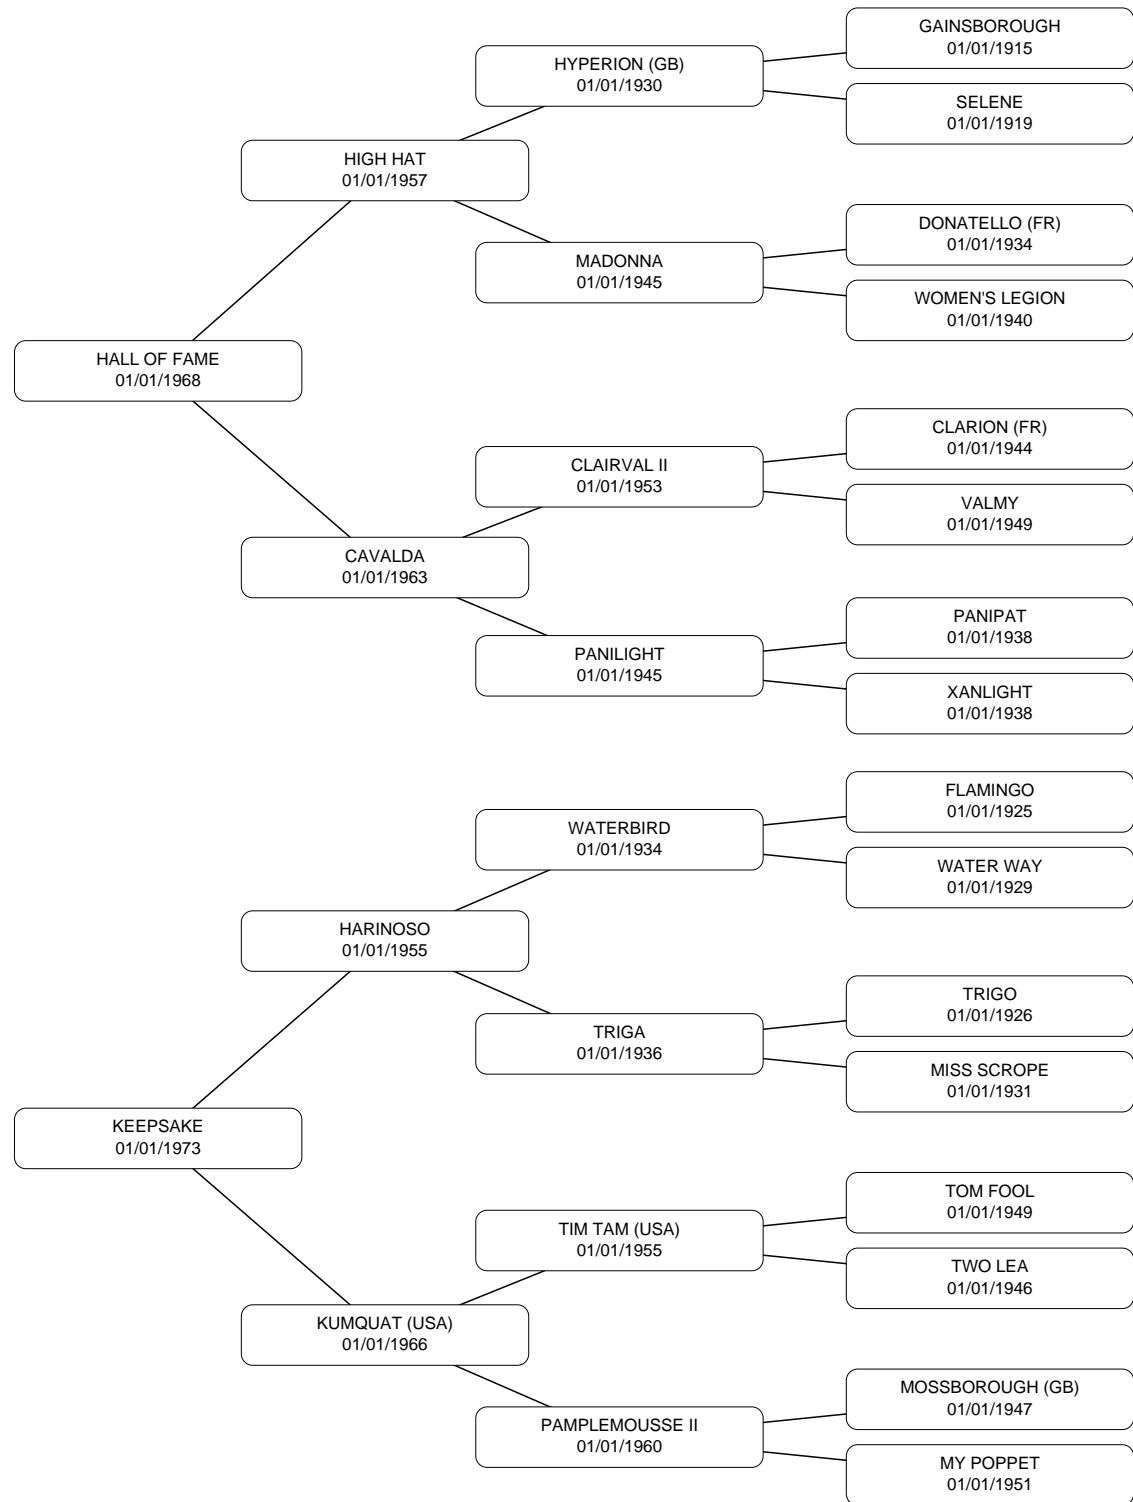 GAINSBOROUGH
01/01/1915
HYPERION (GB)
01/01/1930
SELENE
01/01/1919
HIGH HAT
01/01/1957
DONATELLO (FR)
01/01/1934
MADONNA
01/01/1945
WOMEN'S LEGION
01/01/1940
HALL OF FAME
01/01/1968
CLARION (FR)
01/01/1944
CLAIRVAL II
01/01/1953
VALMY
01/01/1949
CAVALDA
01/01/1963
PANIPAT
01/01/1938
PANILIGHT
01/01/1945
XANLIGHT
01/01/1938
FLAMINGO
01/01/1925
WATERBIRD
01/01/1934
WATER WAY
01/01/1929
HARINOSO
01/01/1955
TRIGO
01/01/1926
TRIGA
01/01/1936
MISS SCROPE
01/01/1931
KEEPSAKE
01/01/1973
TOM FOOL
01/01/1949
TIM TAM (USA)
01/01/1955
TWO LEA
01/01/1946
KUMQUAT (USA)
01/01/1966
MOSSBOROUGH (GB)
01/01/1947
PAMPLEMOUSSE II
01/01/1960
MY POPPET
01/01/1951